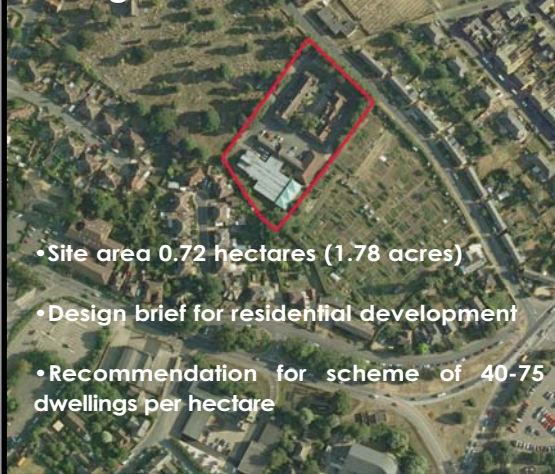 •Site area 0.72 hectares (1.78 acres)
•Design brief for residential development
•Recommendation for scheme of 40-75
dwellings per hectare